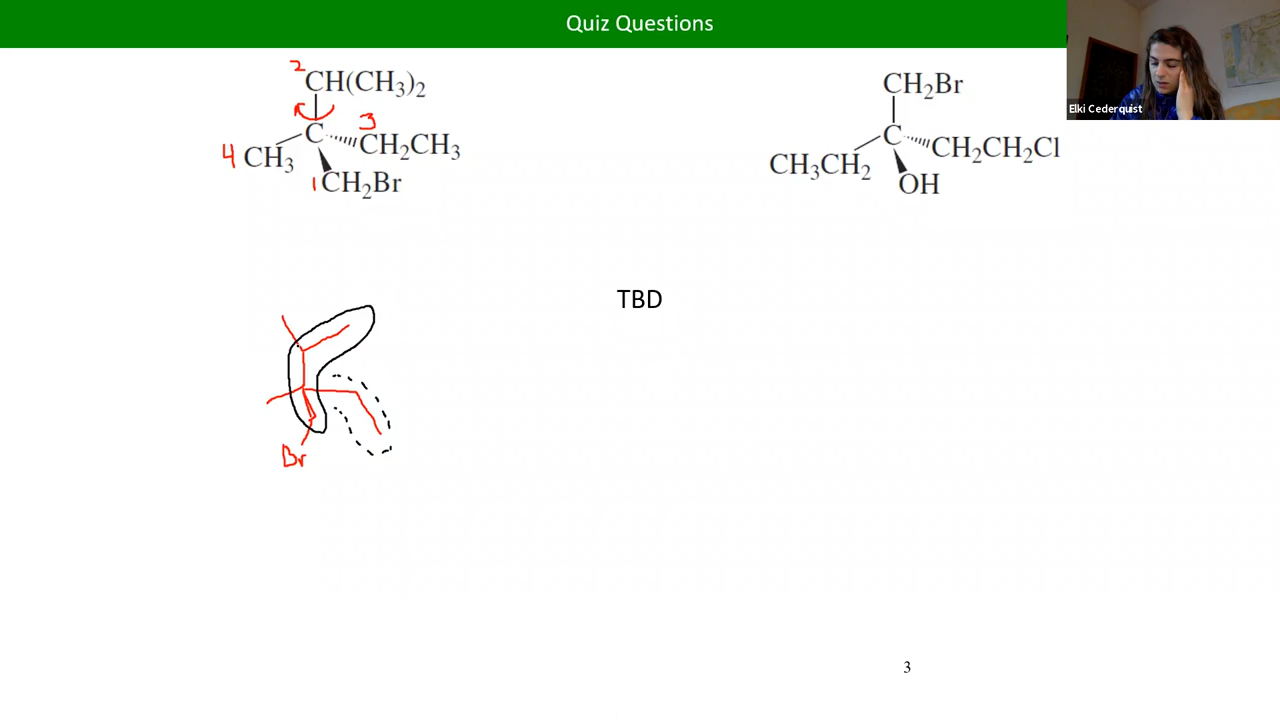 Quiz Questions
Elki Cederquist
2
CH(CH₃)₂
3
C
CH₂CH₃
4
CH₃
1
CH₂Br
CH₂Br
C
CH₂CH₂Cl
CH₃CH₂
OH
TBD
Br
3